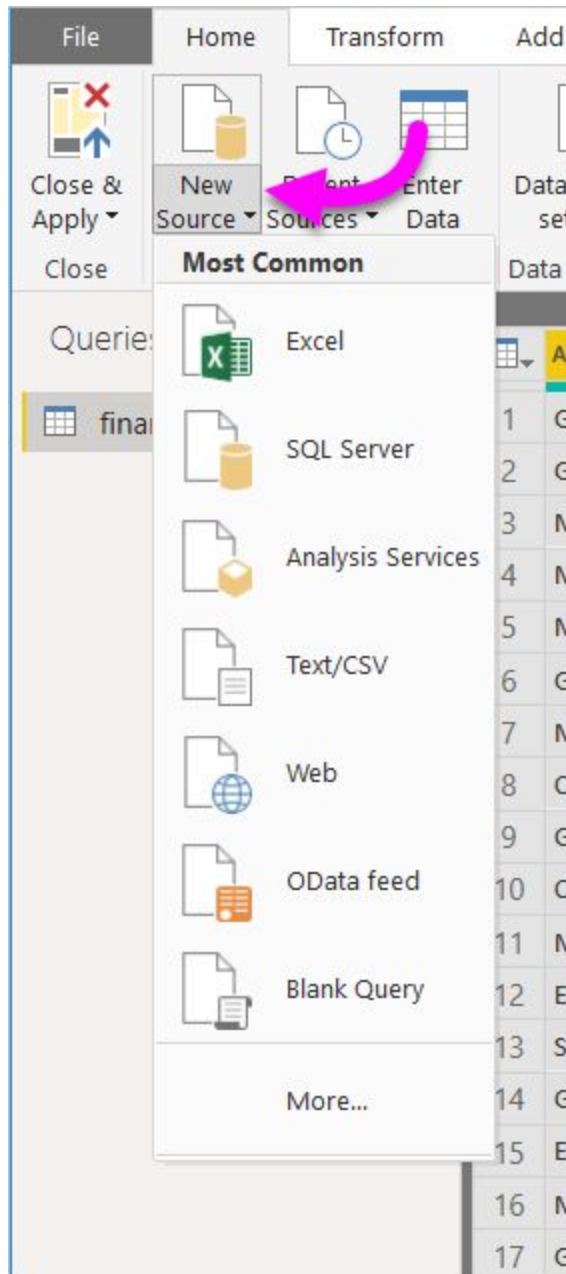 File Home Transform Add
Close & New Enter Data
Apply Source Sources Data set
Close Most Common Data
Excel
Queries A
SQL Server
1 G
2 G
3 M
Analysis Services
4 M
5 M
Text/CSV
6 G
7 M
Web
8
9 G
OData feed
10
11 M
Blank Query
12 E
13 S
More...
14 G
15 E
16 M
17 G